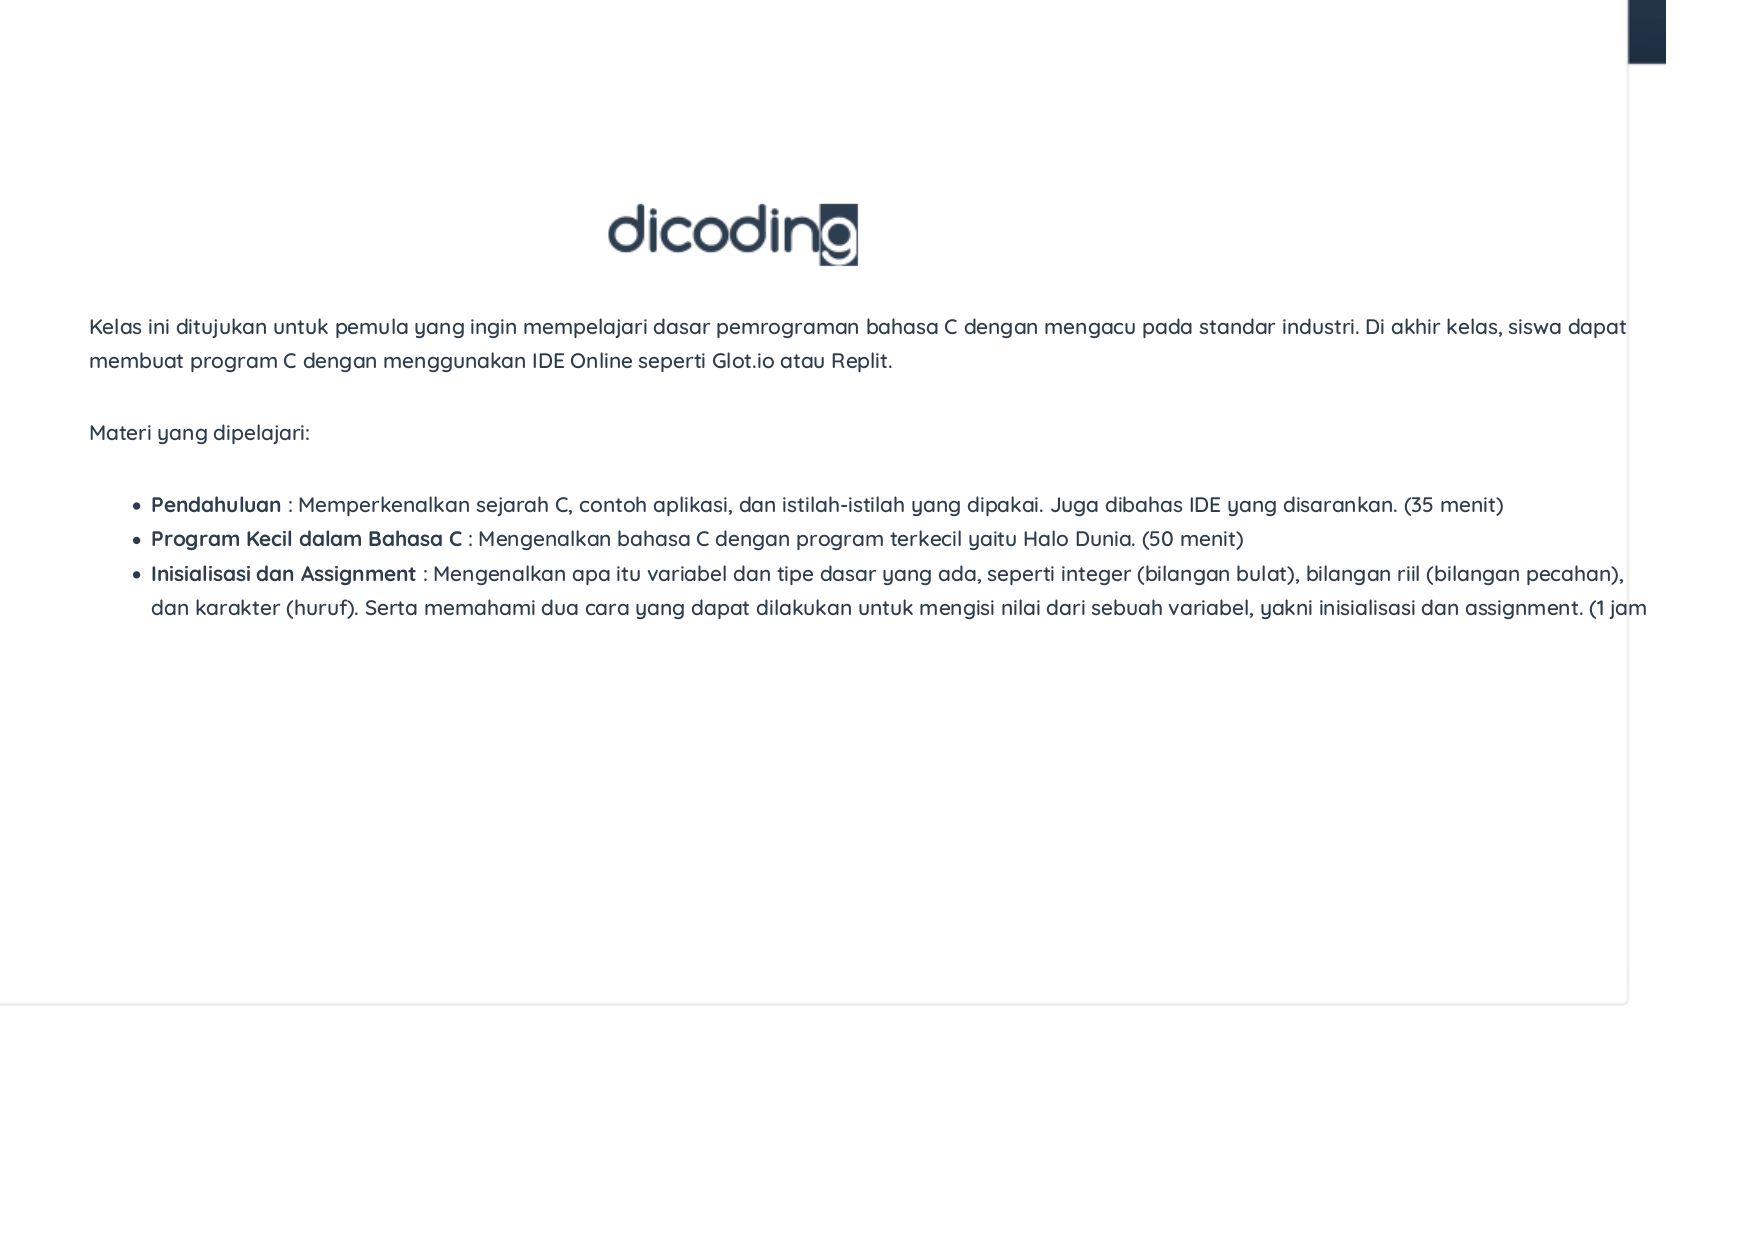 dicoding
Kelas ini ditujukan untuk pemula yang ingin mempelajari dasar pemrograman bahasa C dengan mengacu pada standar industri. Di akhir kelas, siswa dapat
membuat program C dengan menggunakan IDE Online seperti Glot.io atau Replit.
Materi yang dipelajari:
• Pendahuluan : Memperkenalkan sejarah C, contoh aplikasi, dan istilah-istilah yang dipakai. Juga dibahas IDE yang disarankan. (35 menit)
• Program Kecil dalam Bahasa C : Mengenalkan bahasa C dengan program terkecil yaitu Halo Dunia. (50 menit)
• Inisialisasi dan Assignment : Mengenalkan apa itu variabel dan tipe dasar yang ada, seperti integer (bilangan bulat), bilangan riil (bilangan pecahan),
dan karakter (huruf). Serta memahami dua cara yang dapat dilakukan untuk mengisi nilai dari sebuah variabel, yakni inisialisasi dan assignment. (1 jam